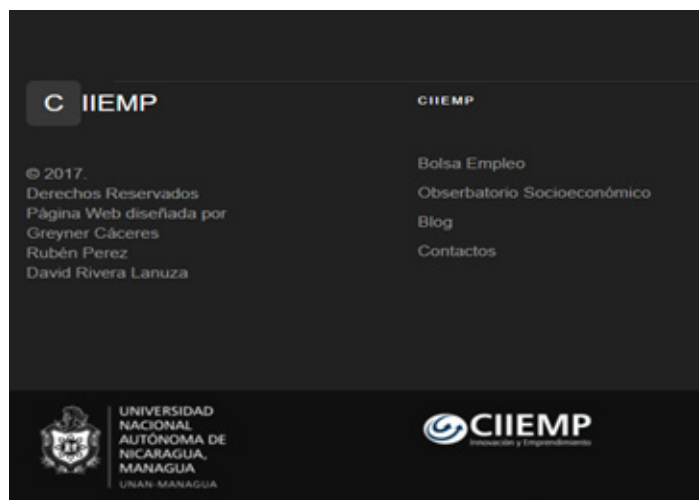 C IIEMP
© 2017.
Derechos Reservados
Página Web diseñada por
Greyner Cáceres
Rubén Perez
David Rivera Lanuza
CIIEMP
Bolsa Empleo
Obserbatorio Socioeconómico
Blog
Contactos
UNIVERSIDAD
NACIONAL
AUTÓNOMA DE
NICARAGUA,
MANAGUA
UNAN-MANAGUA
CIIEMP
Innovación y Emprendimiento